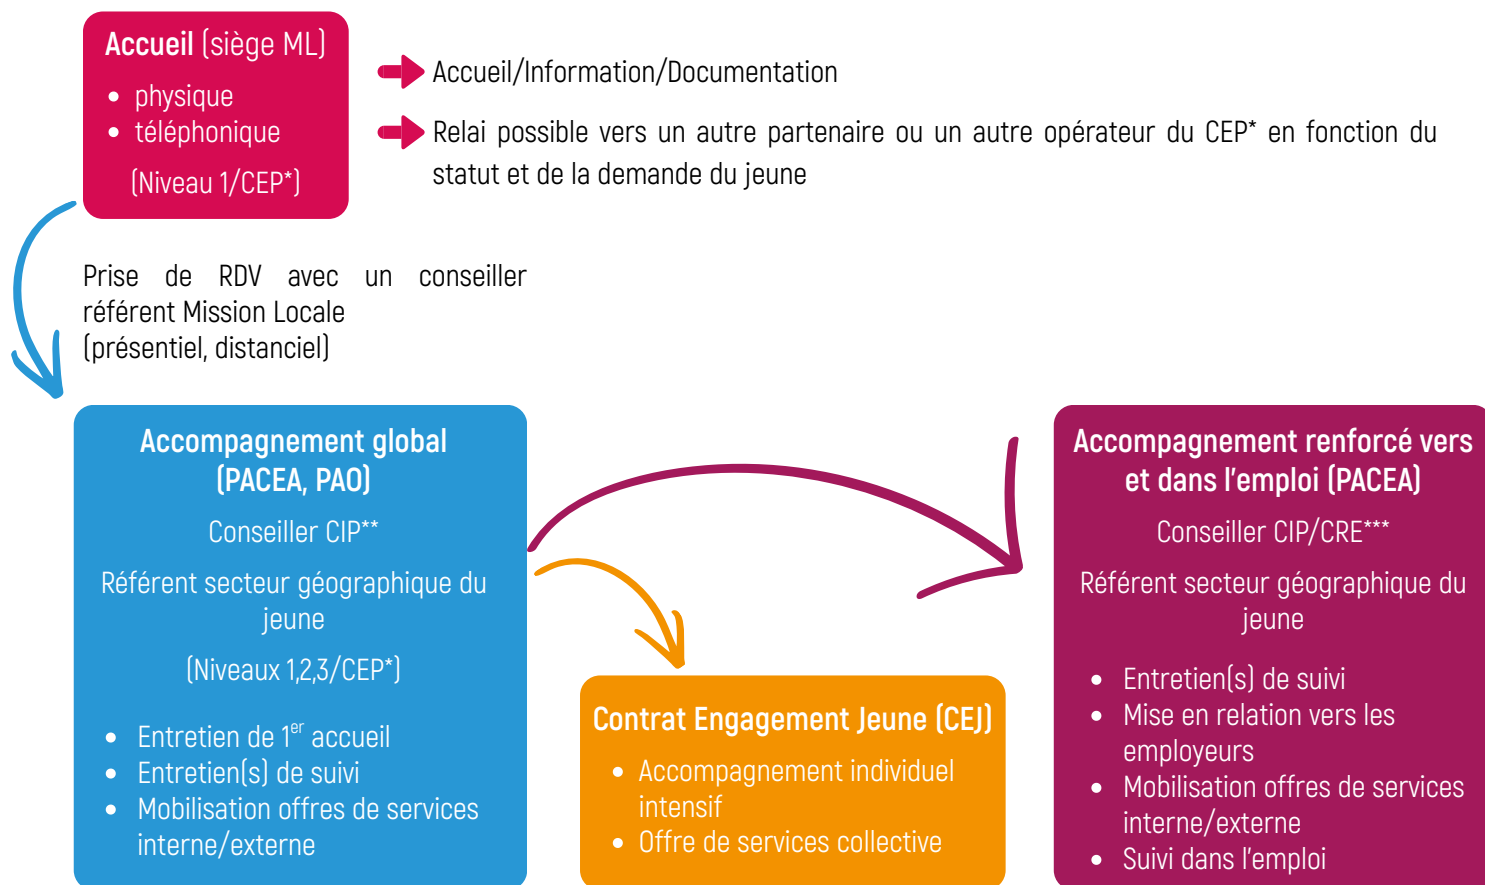 Accueil (siège ML)
• physique
• téléphonique
(Niveau 1/CEP*)
Accueil/Information/Documentation
Relai possible vers un autre partenaire ou un autre opérateur du CEP* en fonction du
statut et de la demande du jeune
Prise de RDV avec un conseiller
référent Mission Locale
(présentiel, distanciel)
Accompagnement global
(PACEA, PAO)
Conseiller CIP**
Référent secteur géographique du
jeune
(Niveaux 1,2,3/CEP*)
• Entretien de 1er accueil
• Entretien(s) de suivi
• Mobilisation offres de services
interne/externe
Contrat Engagement Jeune (CEJ)
• Accompagnement individuel
intensif
• Offre de services collective
Accompagnement renforcé vers
et dans l'emploi (PACEA)
Conseiller CIP/CRE***
Référent secteur géographique du
jeune
• Entretien(s) de suivi
• Mise en relation vers les
employeurs
• Mobilisation offres de services
interne/externe
• Suivi dans l'emploi